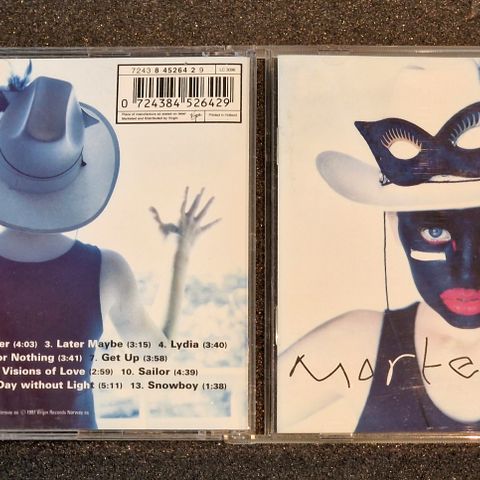 7243 8 45264 2 9
LC 3098
0 724384 526429
Place of manufacture as stated on label
Marketed and Distributed by Virgin
Virgin
Printed in Holland
er (4:03) 3. Later Maybe (3:15) 4. Lydia (3:40)
or Nothing (3:41) 7. Get Up (3:58)
Visions of Love (2:59) 10. Sailor (4:39)
Day without Light (5:11) 13. Snowboy (1:38)
Norway as © 1997 Virgin Records Norway as
Morte